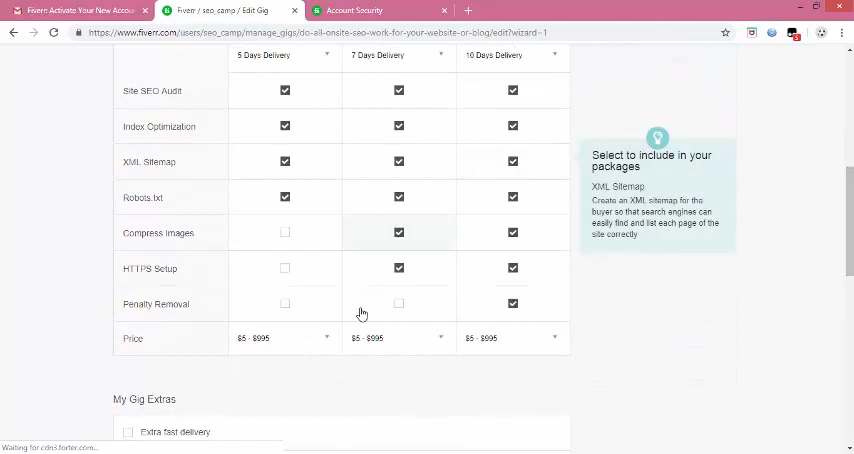 Fiverr Activate Your New Accou
Fiverr / seo_camp / Edit Gig
Account Security
https://www.fiverr.com/users/seo_camp/manage_gigs/do-all-onsite-seo-work-for-your-website-or-blog/edit?wizard=1
5 Days Delivery 7 Days Delivery 10 Days Delivery
Site SEO Audit
Index Optimization
XML Sitemap
Robots.txt
Compress Images
HTTPS Setup
Penalty Removal
Price $5 - $995 $5 - $995 $5 - $995
Select to include in your
packages
XML Sitemap
Create an XML sitemap for the
buyer so that search engines can
easily find and list each page of the
site correctly
My Gig Extras
Extra fast delivery
Waiting for cdn3.forter.com...